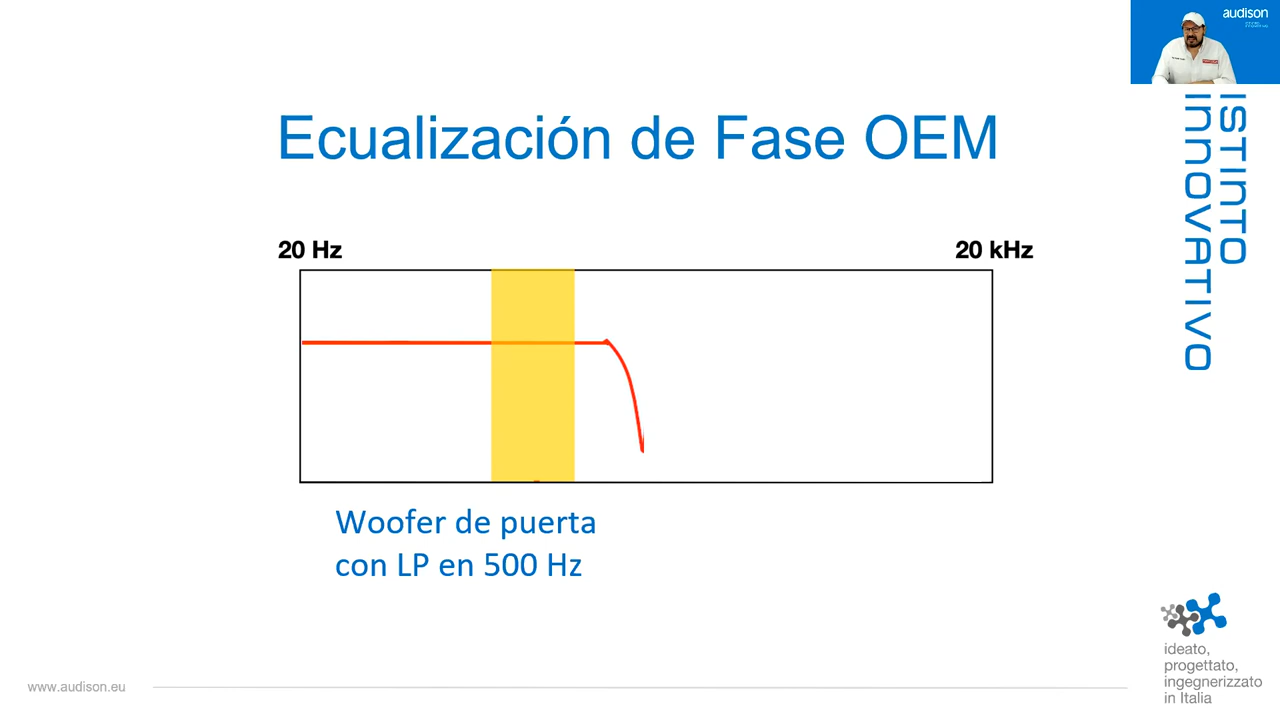 audison
Ecualización de Fase OEM
ISTINTO
INNOVATIVO
20 Hz
20 kHz
Woofer de puerta
con LP en 500 Hz
ideato,
progettato,
ingegnerizzato
in Italia
www.audison.eu